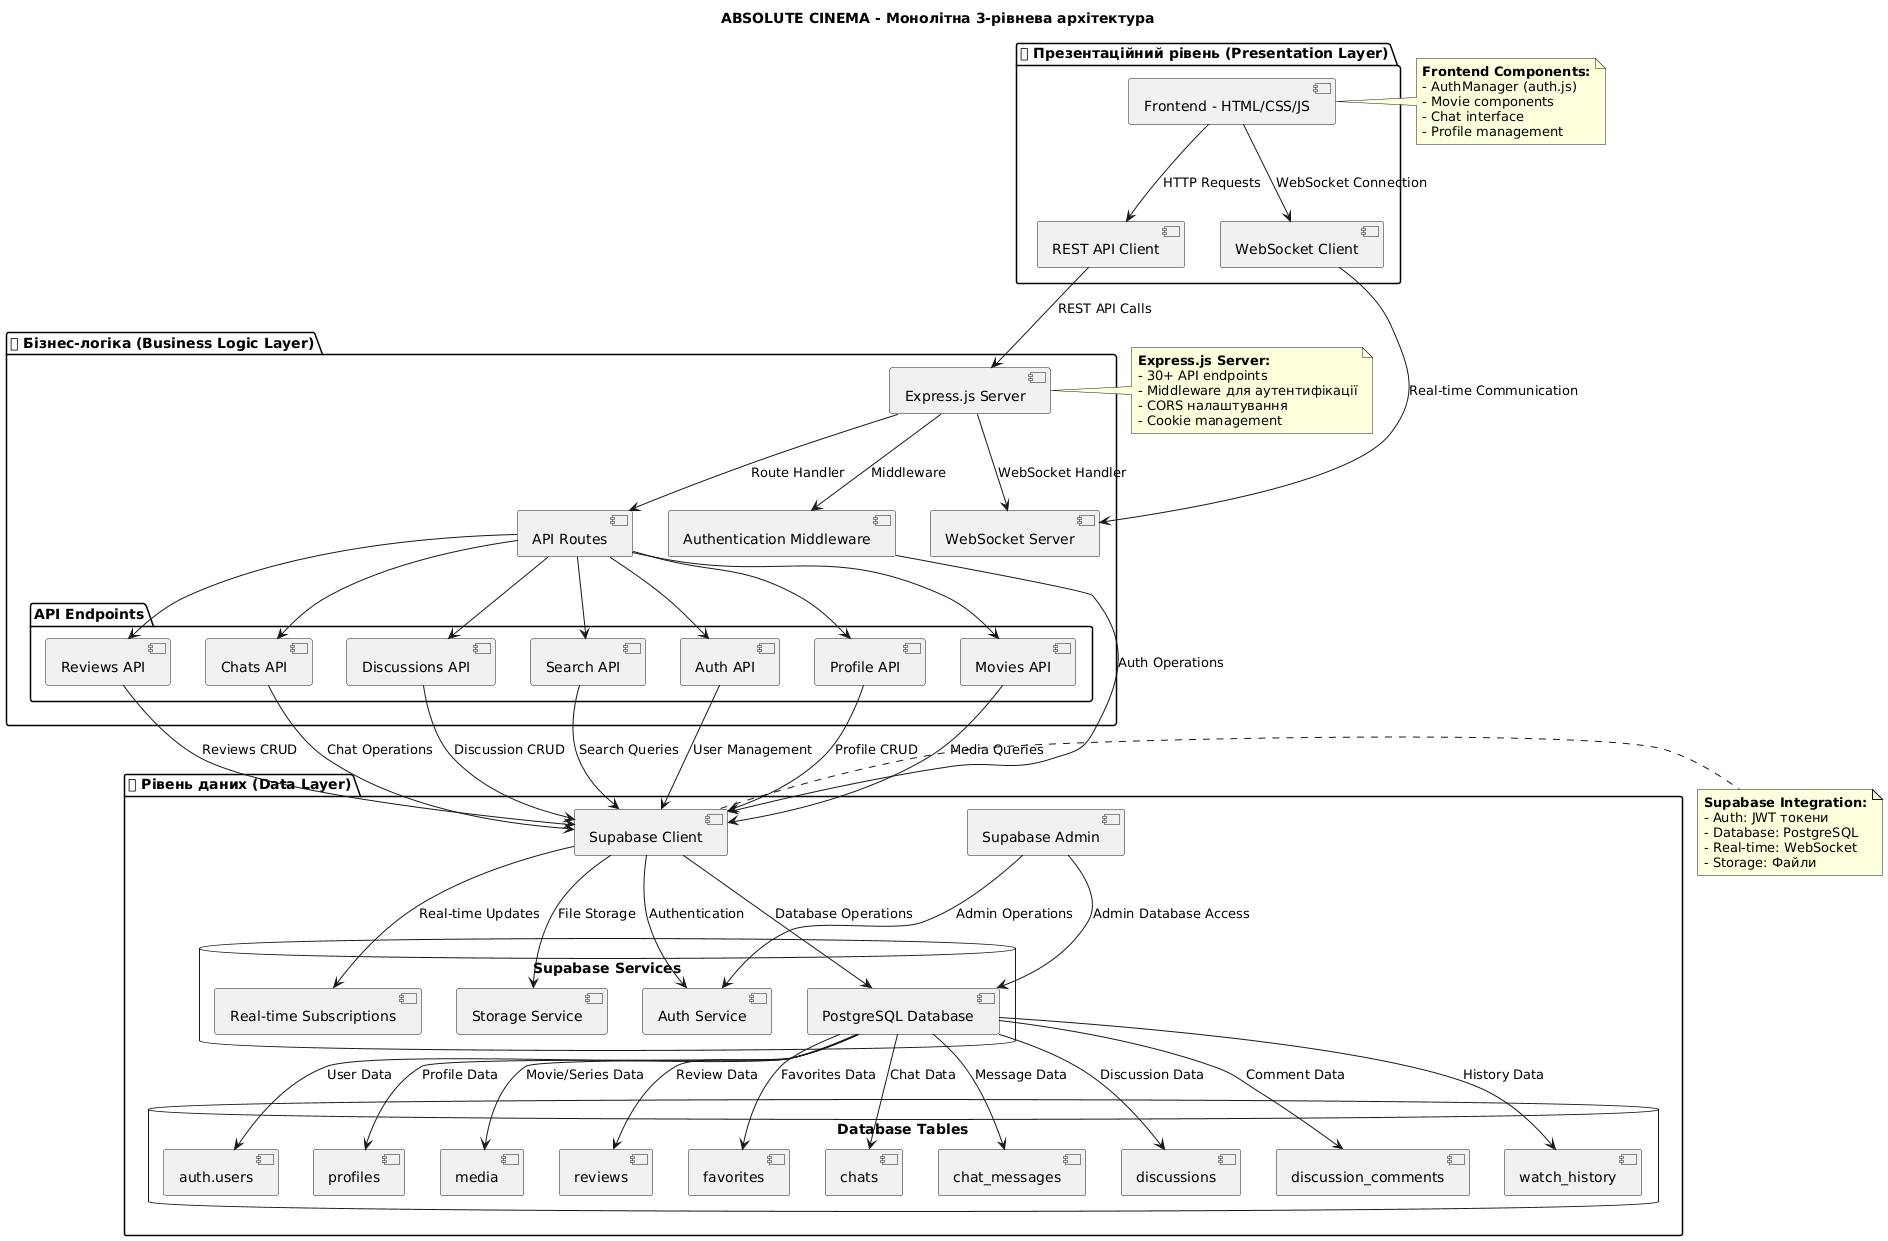 ABSOLUTE CINEMA - Монолітна 3-рівнева архітектура
Презентаційний рівень (Presentation Layer)
Frontend - HTML/CSS/JS
Frontend Components:
- AuthManager (auth.js)
- Movie components
- Chat interface
- Profile management
HTTP Requests
WebSocket Connection
REST API Client
WebSocket Client
REST API Calls
Real-time Communication
Бізнес-логіка (Business Logic Layer)
Express.js Server
Express.js Server:
- 30+ API endpoints
- Middleware для аутентифікації
- CORS налаштування
- Cookie management
Route Handler
Middleware
WebSocket Handler
API Routes
Authentication Middleware
WebSocket Server
API Endpoints
Reviews API
Chats API
Discussions API
Search API
Auth API
Profile API
Movies API
Auth Operations
Reviews CRUD
Chat Operations
Discussion CRUD
Search Queries
User Management
Profile CRUD
Media Queries
Рівень даних (Data Layer)
Supabase Client
Supabase Admin
Supabase Integration:
- Auth: JWT токени
- Database: PostgreSQL
- Real-time: WebSocket
- Storage: Файли
Real-time Updates
File Storage
Authentication
Database Operations
Admin Operations
Admin Database Access
Supabase Services
Real-time Subscriptions
Storage Service
Auth Service
PostgreSQL Database
User Data
Profile Data
Movie/Series Data
Review Data
Favorites Data
Chat Data
Message Data
Discussion Data
Comment Data
History Data
Database Tables
auth.users
profiles
media
reviews
favorites
chats
chat_messages
discussions
discussion_comments
watch_history